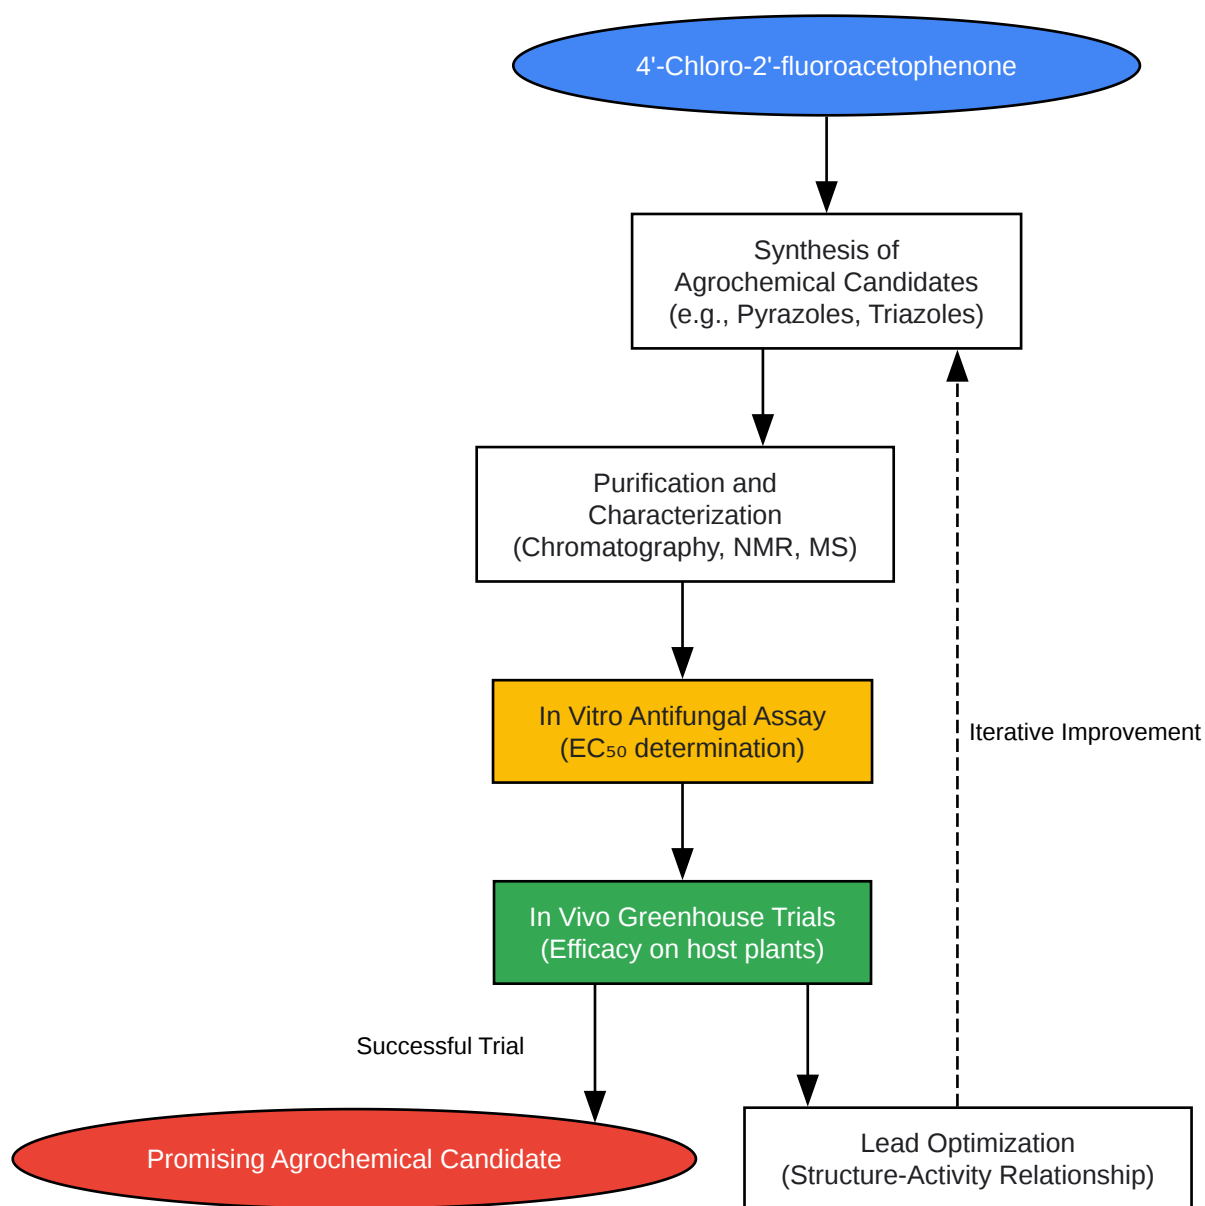 4'-Chloro-2'-fluoroacetophenone
Synthesis of
Agrochemical Candidates
(e.g., Pyrazoles, Triazoles)
Purification and
Characterization
(Chromatography, NMR, MS)
In Vitro Antifungal Assay
(EC₅₀ determination)
Iterative Improvement
In Vivo Greenhouse Trials
(Efficacy on host plants)
Successful Trial
Promising Agrochemical Candidate
Lead Optimization
(Structure-Activity Relationship)